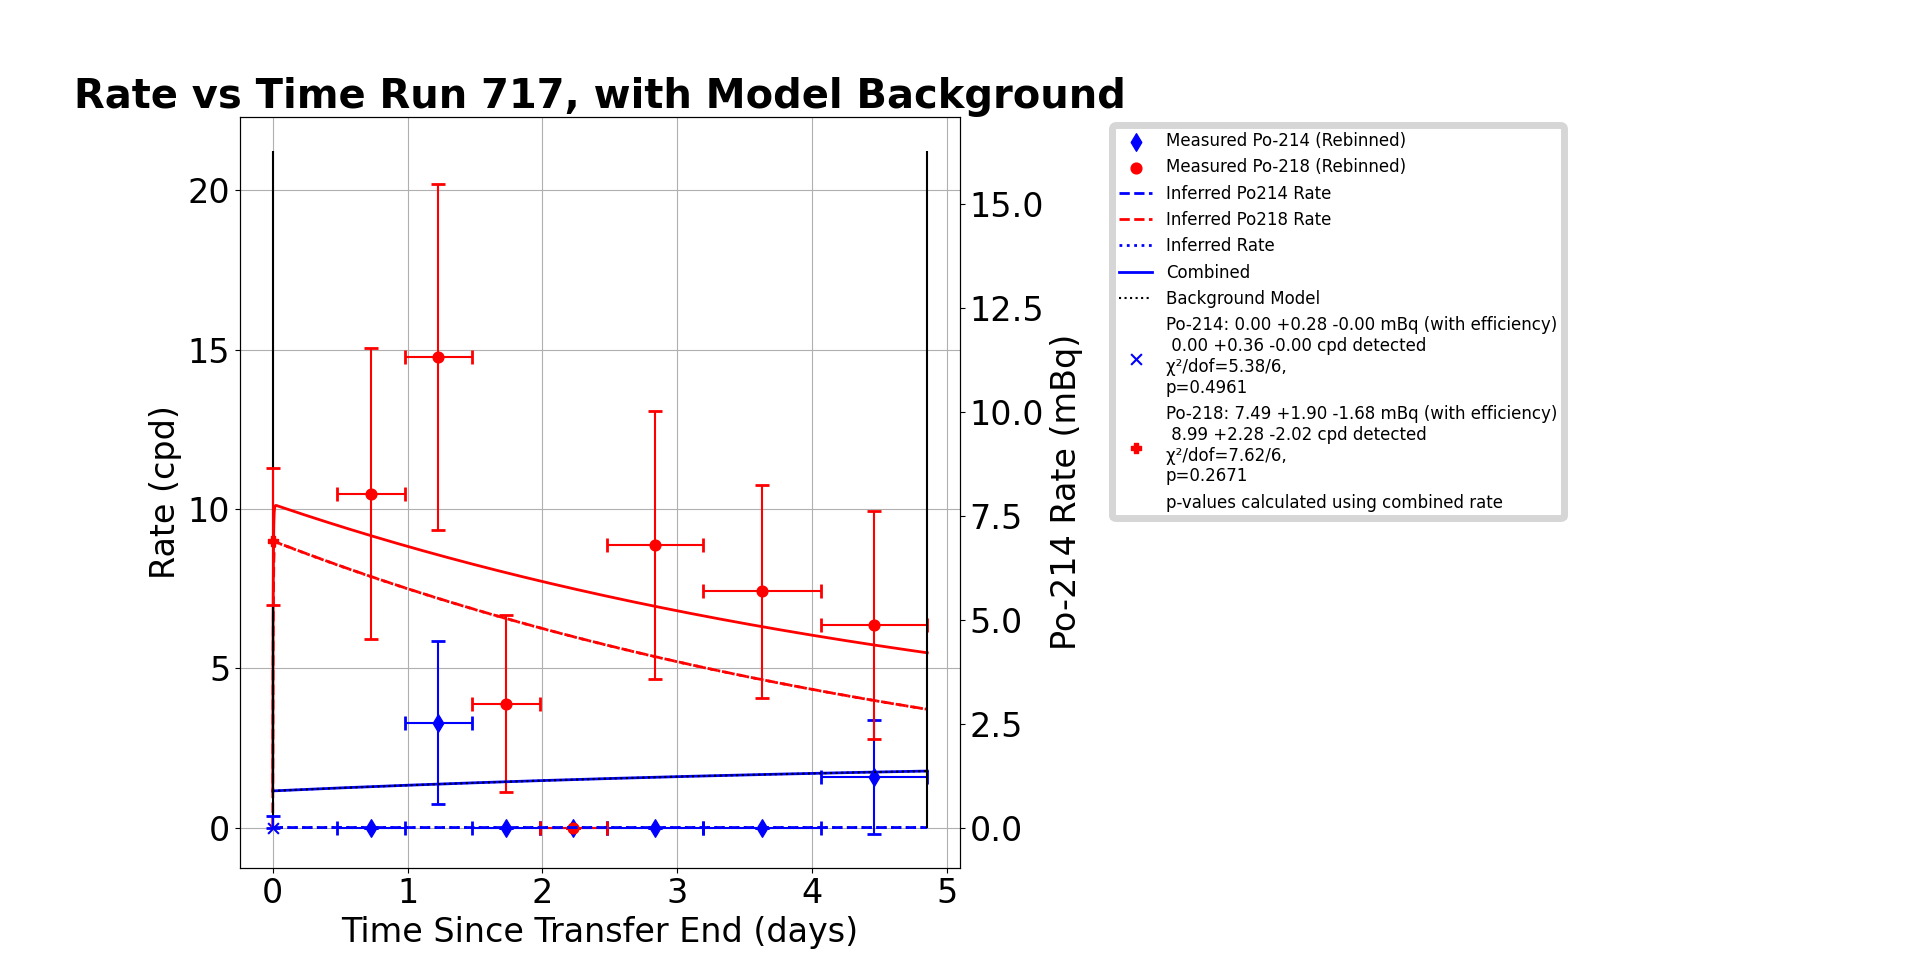 Rate vs Time Run 717, with Model Background
Rate (cpd)
20
15
10
5
0
0
1
2
3
4
5
Time Since Transfer End (days)
15.0
12.5
10.0
7.5
5.0
2.5
0.0
Po-214 Rate (mBq)
Measured Po-214 (Rebinned)
Measured Po-218 (Rebinned)
Inferred Po214 Rate
Inferred Po218 Rate
Inferred Rate
Combined
Background Model
Po-214: 0.00 +0.28 -0.00 mBq (with efficiency)
0.00 +0.36 -0.00 cpd detected
χ²/dof=5.38/6,
p=0.4961
Po-218: 7.49 +1.90 -1.68 mBq (with efficiency)
8.99 +2.28 -2.02 cpd detected
χ²/dof=7.62/6,
p=0.2671
p-values calculated using combined rate